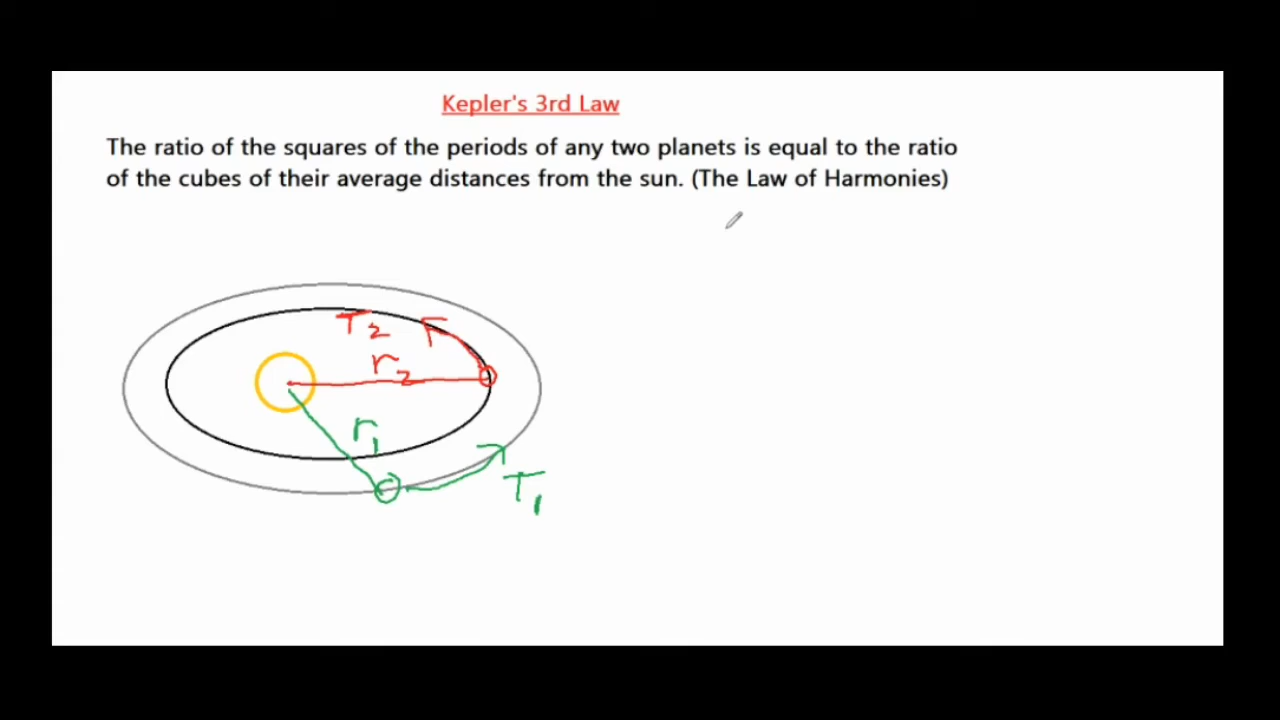 Kepler's 3rd Law
The ratio of the squares of the periods of any two planets is equal to the ratio
of the cubes of their average distances from the sun. (The Law of Harmonies)
T2
r2
r1
T1